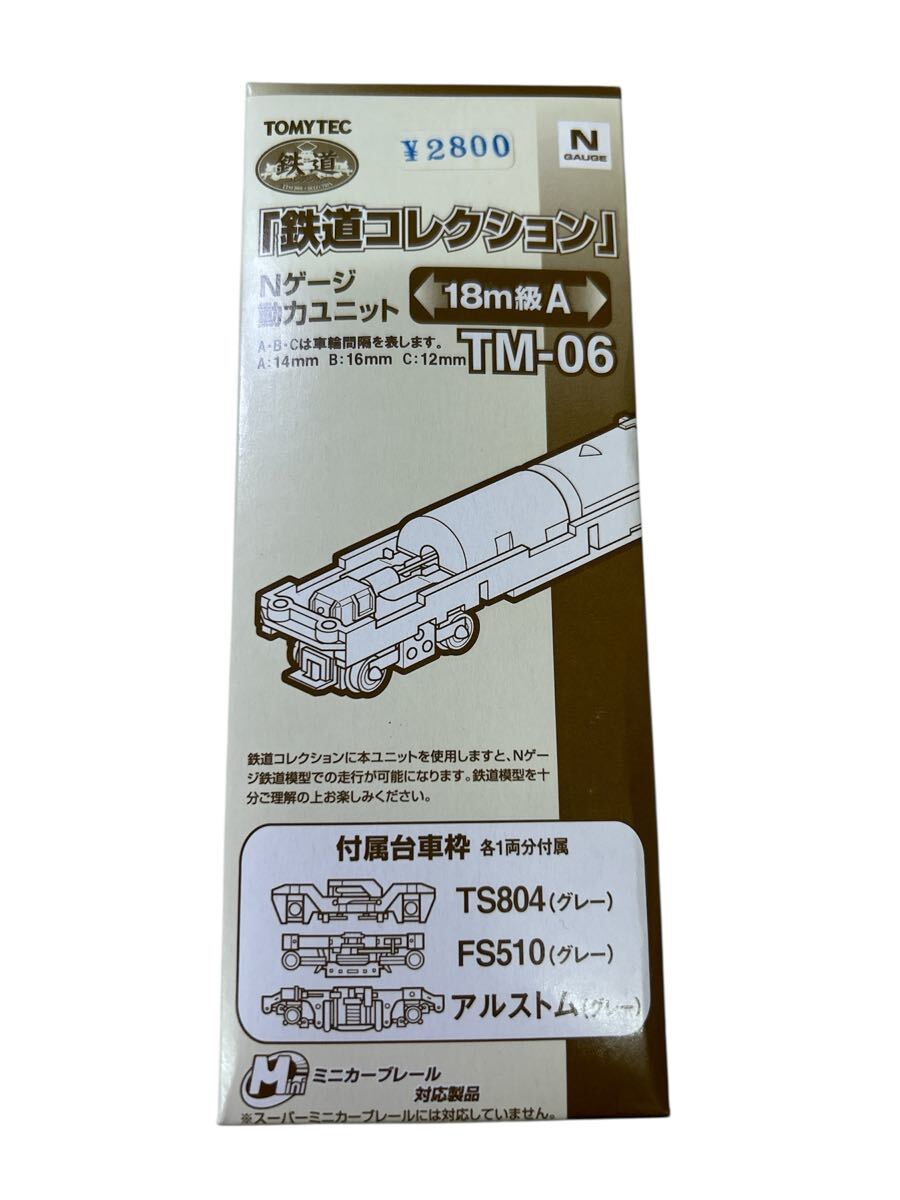 TOMYTEC
¥2800
N
GAUGE
鉄道
「鉄道コレクション」
Nゲージ
動力ユニット
18m級A
A・B・Cは車輪間隔を表します。
A:14mm B:16mm C:12mm
TM-06
鉄道コレクションに本ユニットを使用しますと、Nゲー
ジ鉄道模型での走行が可能になります。鉄道模型を十
分ご理解の上お楽しみください。
付属台車枠 各1両分付属
TS804(グレー)
FS510(グレー)
アルストム(グレー)
Mini
ミニカーブレール
対応製品
※スーパーミニカーブレールには対応していません。